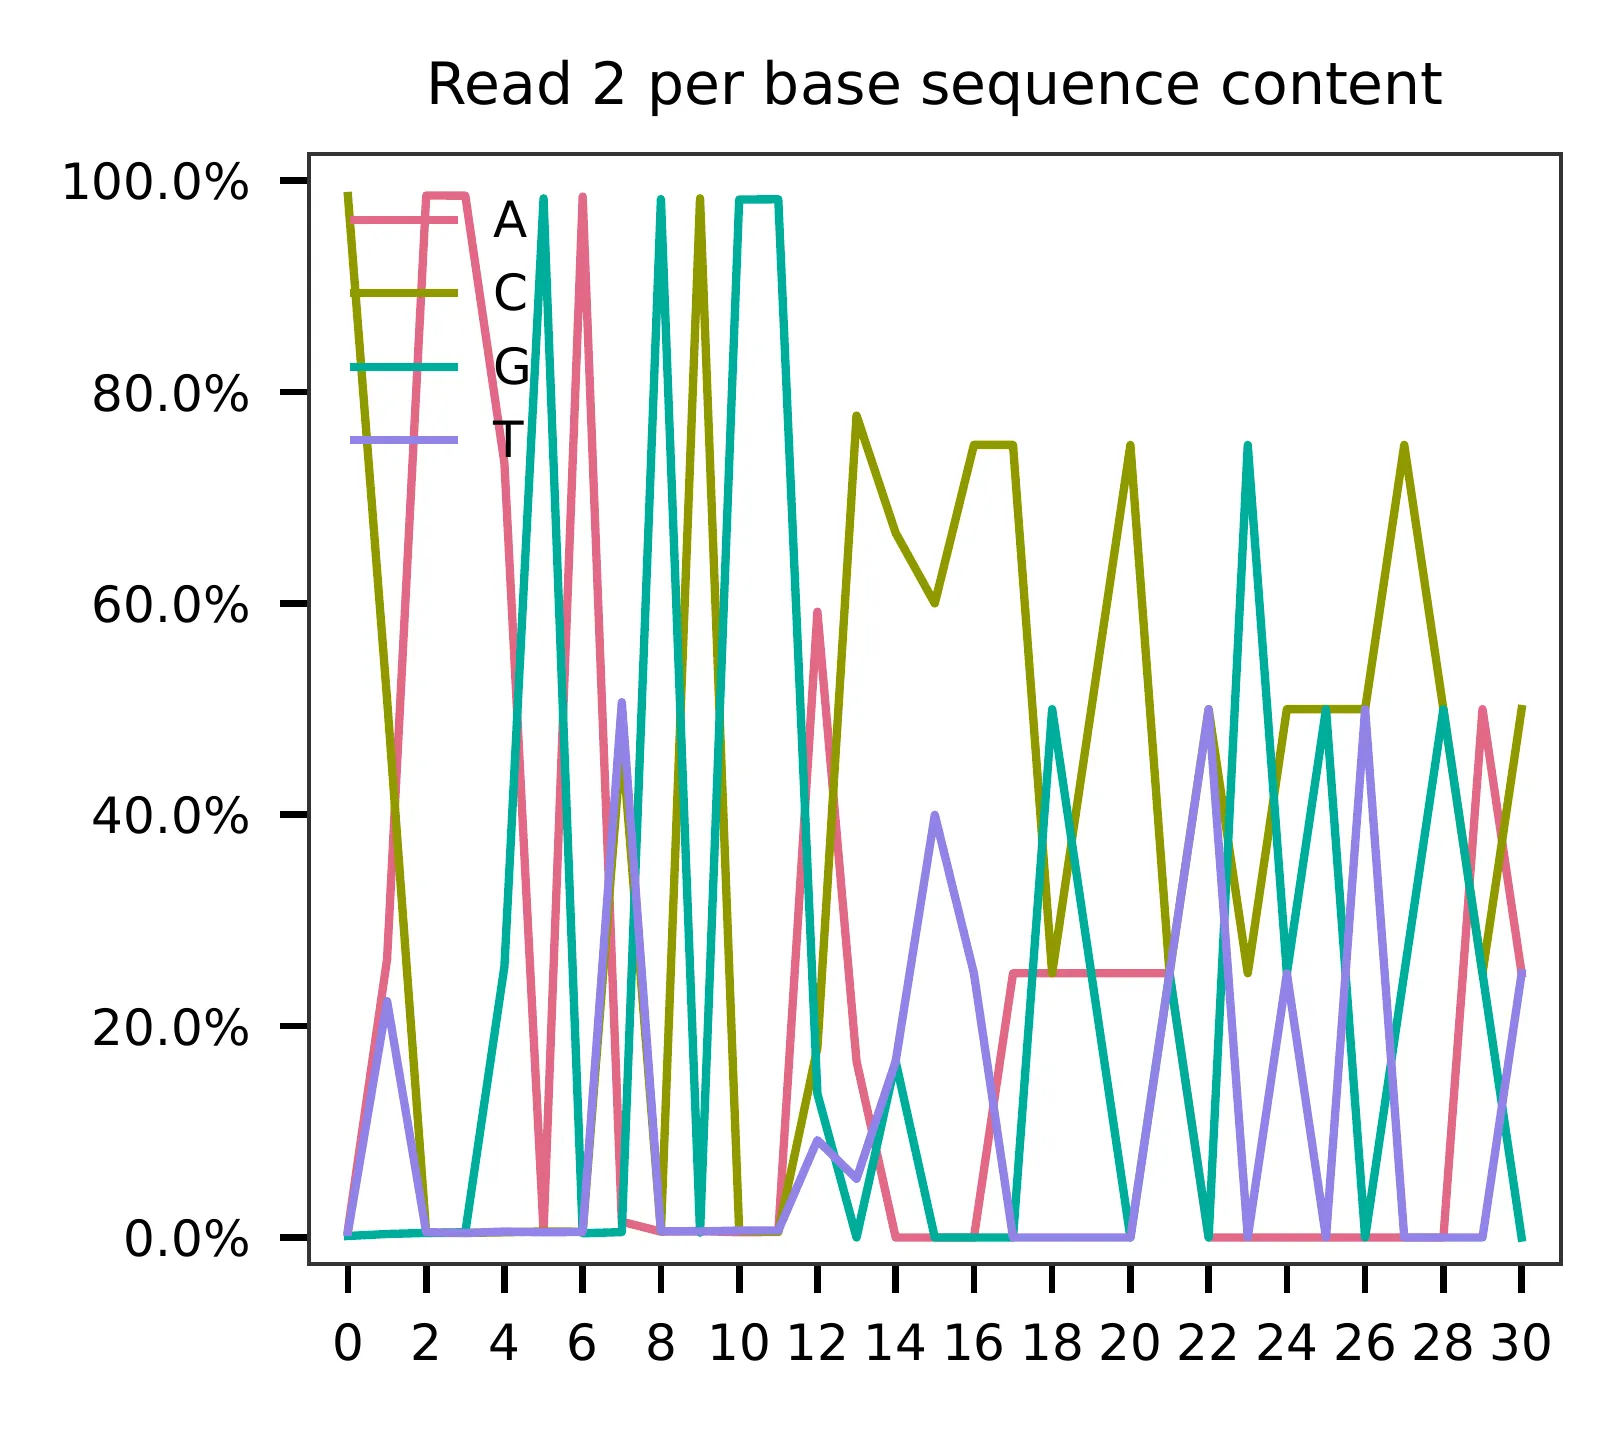 Read 2 per base sequence content
100.0%
80.0%
60.0%
40.0%
20.0%
0.0%
A
C
G
T
0 2 4 6 8 10 12 14 16 18 20 22 24 26 28 30